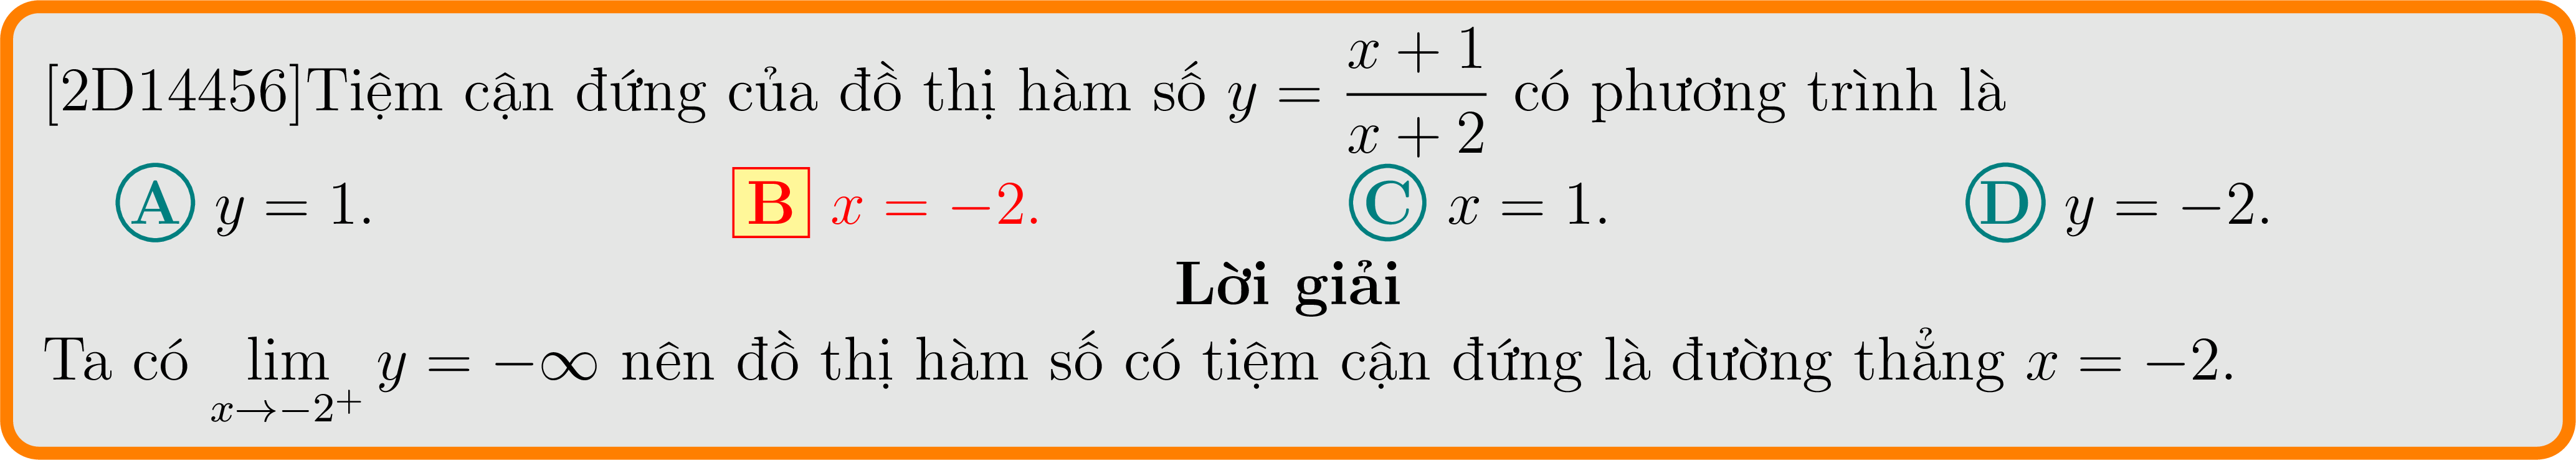 [2D14456]Tiệm cận đứng của đồ thị hàm số y = \frac{x + 1}{x + 2} có phương trình là
A y = 1. B x = −2. C x = 1. D y = −2.
Lời giải
Ta có \lim_{x→−2^+} y = −∞ nên đồ thị hàm số có tiệm cận đứng là đường thẳng x = −2.